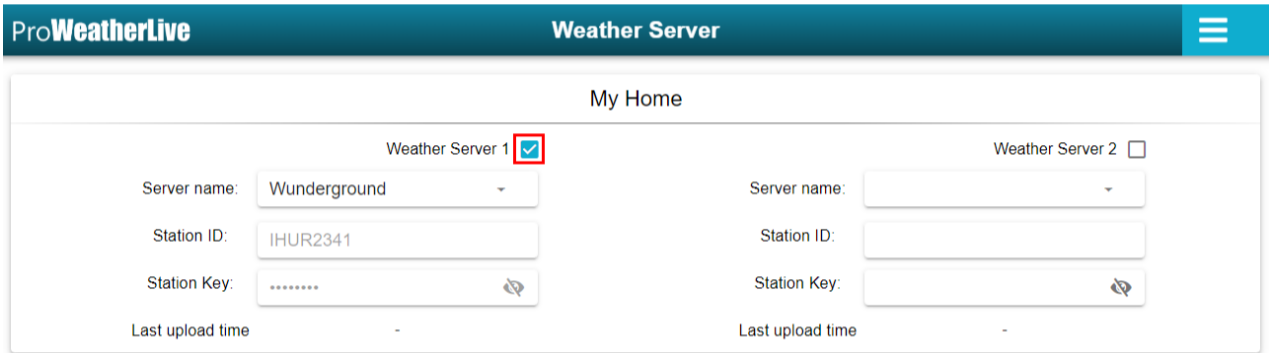 ProWeatherLive Weather Server
My Home
Weather Server 1 Weather Server 2
Server name: Wunderground Server name:
Station ID: IHUR2341 Station ID:
Station Key: •••••••• Station Key:
Last upload time - Last upload time -